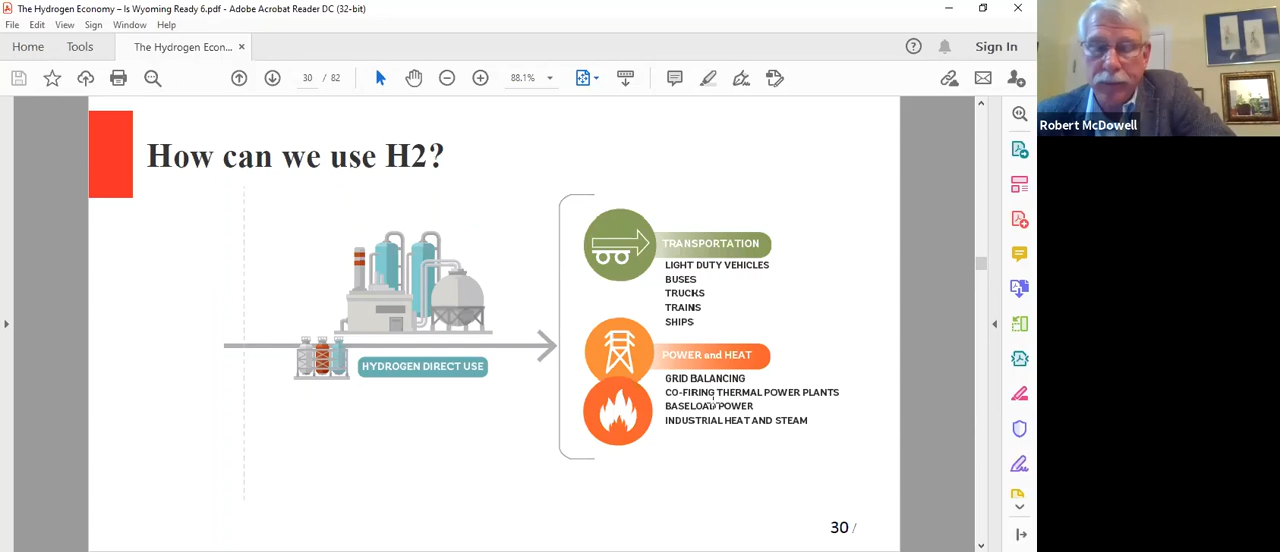 The Hydrogen Economy – Is Wyoming Ready 6.pdf - Adobe Acrobat Reader DC (32-bit)
File Edit View Sign Window Help
Home Tools The Hydrogen Econ... × Sign In
30 / 82 88.1%
Robert McDowell
How can we use H2?
TRANSPORTATION
LIGHT DUTY VEHICLES
BUSES
TRUCKS
TRAINS
SHIPS
HYDROGEN DIRECT USE
POWER and HEAT
GRID BALANCING
CO-FIRING THERMAL POWER PLANTS
BASELOAD POWER
INDUSTRIAL HEAT AND STEAM
30 /